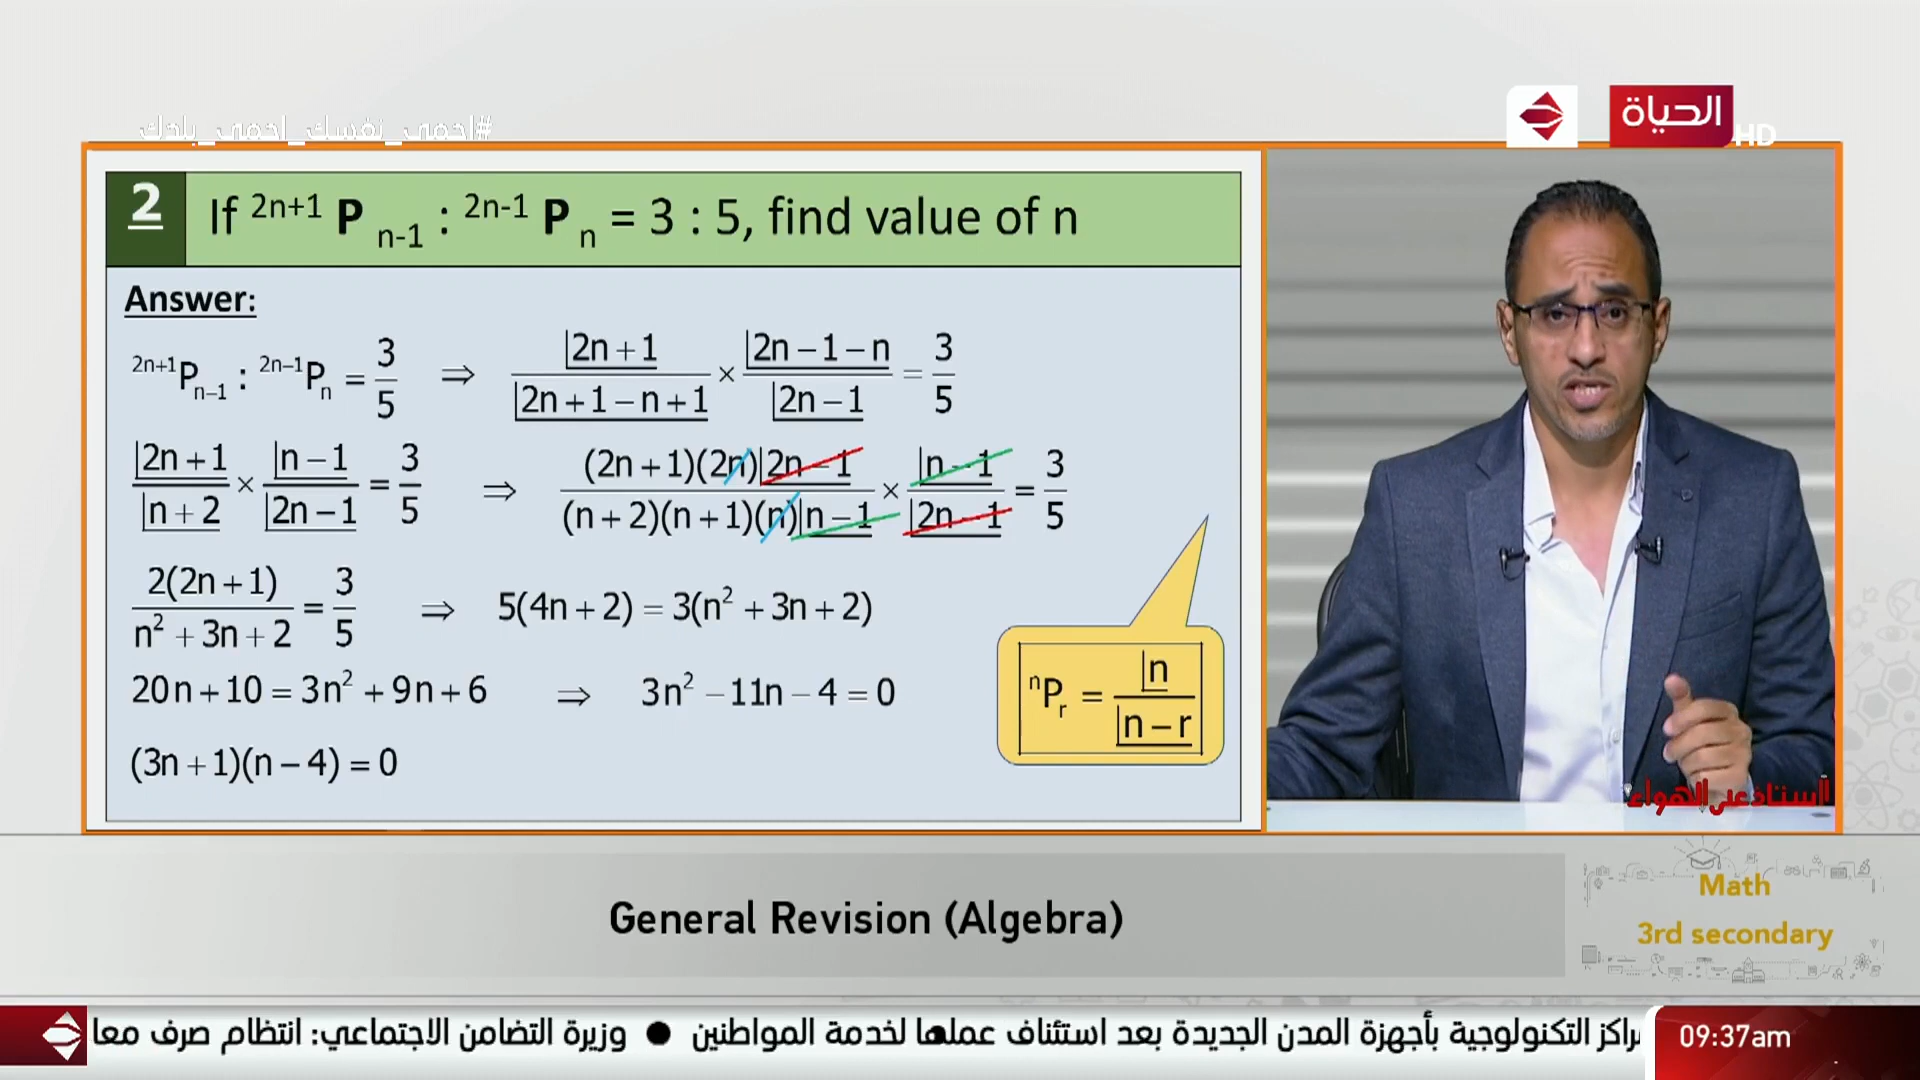 #احمي_نفسك_احمي_بلدك
الحياة
HD
2
If ²ⁿ⁺¹ P ₙ₋₁ : ²ⁿ⁻¹ P ₙ = 3 : 5, find value of n
Answer:
²ⁿ⁺¹Pₙ₋₁ : ²ⁿ⁻¹Pₙ = 3/5 ⇒ |2n + 1 / |2n + 1 − n + 1 × |2n − 1 − n / |2n − 1 = 3/5
|2n + 1 / |n + 2 × |n − 1 / |2n − 1 = 3/5 ⇒ (2n + 1)(2n)|2n − 1 / (n + 2)(n + 1)(n)|n − 1 × |n − 1 / |2n − 1 = 3/5
2(2n + 1) / n² + 3n + 2 = 3/5 ⇒ 5(4n + 2) = 3(n² + 3n + 2)
20n + 10 = 3n² + 9n + 6 ⇒ 3n² − 11n − 4 = 0
(3n + 1)(n − 4) = 0
ⁿPᵣ = |n / |n − r
أستاذ على الهواء
General Revision (Algebra)
Math
3rd secondary
راكز التكنولوجية بأجهزة المدن الجديدة بعد استئناف عملها لخدمة المواطنين ● وزيرة التضامن الاجتماعي: انتظام صرف معا
09:37am